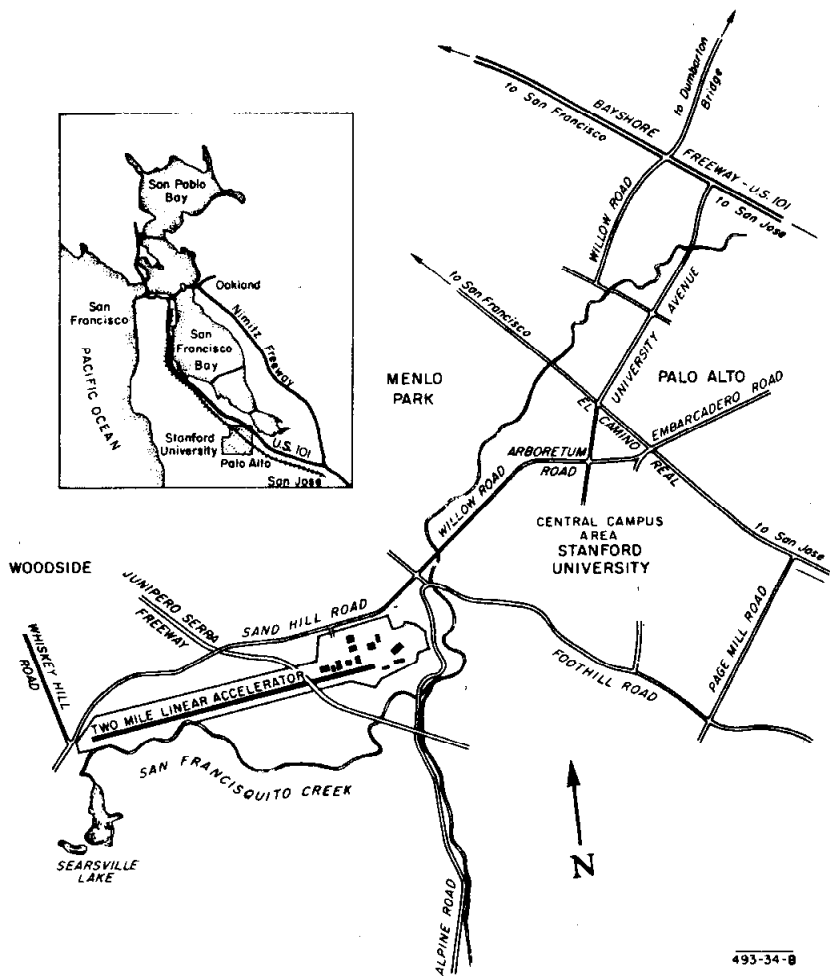 to Dumbarton
Bridge
to San Francisco
BAYSHORE
FREEWAY - U.S. 101
to San Jose
WILLOW ROAD
San Pablo
Bay
Oakland
San
Francisco
San
Francisco
Bay
Nimitz Freeway
PACIFIC OCEAN
Stanford
University
Palo Alto
U.S. 101
San Jose
to San Francisco
UNIVERSITY AVENUE
MENLO
PARK
PALO ALTO
EL CAMINO REAL
EMBARCADERO ROAD
ARBORETUM
ROAD
WILLOW ROAD
CENTRAL CAMPUS
AREA
STANFORD
UNIVERSITY
to San Jose
PAGE MILL ROAD
FOOTHILL ROAD
WOODSIDE
JUNIPERO SERRA
FREEWAY
SAND HILL ROAD
WHISKEY HILL
ROAD
TWO MILE LINEAR ACCELERATOR
SAN FRANCISQUITO CREEK
SEARSVILLE
LAKE
ALPINE ROAD
N
493-34-B